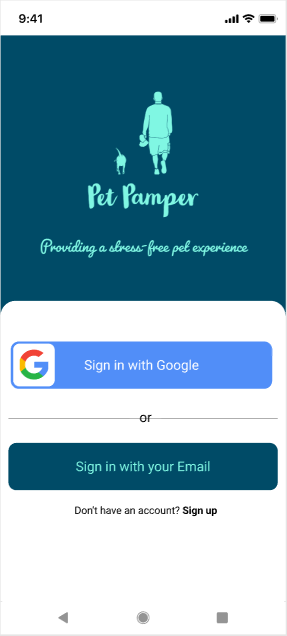 9:41
Pet Pamper
Providing a stress-free pet experience
Sign in with Google
or
Sign in with your Email
Don't have an account? Sign up